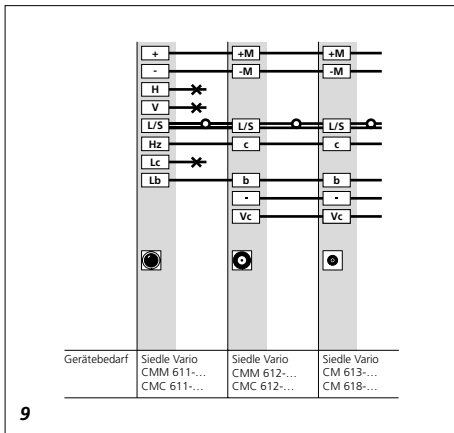 + +M +M
- -M -M
H
V
L/S L/S L/S
Hz c c
Lc
Lb b b
- -
Vc Vc
Gerätebedarf Siedle Vario Siedle Vario Siedle Vario
CMM 611-... CMM 612-... CM 613-...
CMC 611-... CMC 612-... CM 618-...
9